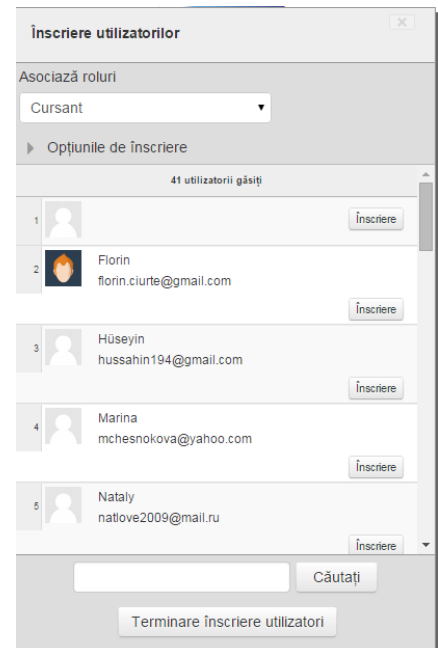 Înscriere utilizatorilor
Asociază roluri
Cursant
Opțiunile de înscriere
41 utilizatorii găsiți
1
Înscriere
2
Florin
florin.ciurte@gmail.com
Înscriere
3
Hüseyin
hussahin194@gmail.com
Înscriere
4
Marina
mchesnokova@yahoo.com
Înscriere
5
Nataly
natlove2009@mail.ru
Înscriere
Căutați
Terminare înscriere utilizatori